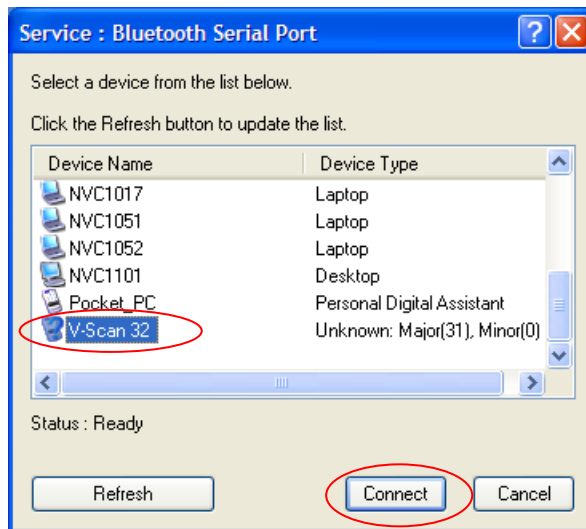 Service : Bluetooth Serial Port
Select a device from the list below.
Click the Refresh button to update the list.
Device Name Device Type
NVC1017 Laptop
NVC1051 Laptop
NVC1052 Laptop
NVC1101 Desktop
Pocket_PC Personal Digital Assistant
V-Scan 32 Unknown: Major(31), Minor(0)
Status : Ready
Refresh Connect Cancel